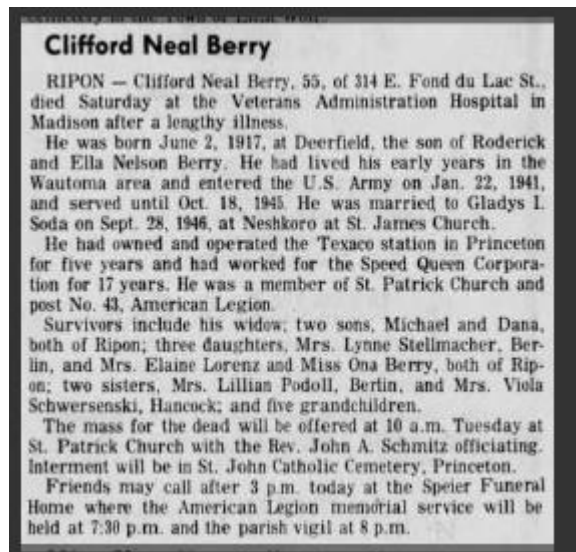 Clifford Neal Berry
RIPON — Clifford Neal Berry, 55, of 314 E. Fond du Lac St.,
died Saturday at the Veterans Administration Hospital in
Madison after a lengthy illness.
He was born June 2, 1917, at Deerfield, the son of Roderick
and Ella Nelson Berry. He had lived his early years in the
Wautoma area and entered the U.S. Army on Jan. 22, 1941,
and served until Oct. 18, 1945. He was married to Gladys I.
Soda on Sept. 28, 1946, at Neshkoro at St. James Church.
He had owned and operated the Texaco station in Princeton
for five years and had worked for the Speed Queen Corpora-
tion for 17 years. He was a member of St. Patrick Church and
post No. 43, American Legion.
Survivors include his widow; two sons, Michael and Dana,
both of Ripon; three daughters, Mrs. Lynne Stellmacher, Ber-
lin, and Mrs. Elaine Lorenz and Miss Ona Berry, both of Rip-
on; two sisters, Mrs. Lillian Podoll, Berlin, and Mrs. Viola
Schwersenski, Hancock; and five grandchildren.
The mass for the dead will be offered at 10 a.m. Tuesday at
St. Patrick Church with the Rev. John A. Schmitz officiating.
Interment will be in St. John Catholic Cemetery, Princeton.
Friends may call after 3 p.m. today at the Speier Funeral
Home where the American Legion memorial service will be
held at 7:30 p.m. and the parish vigil at 8 p.m.